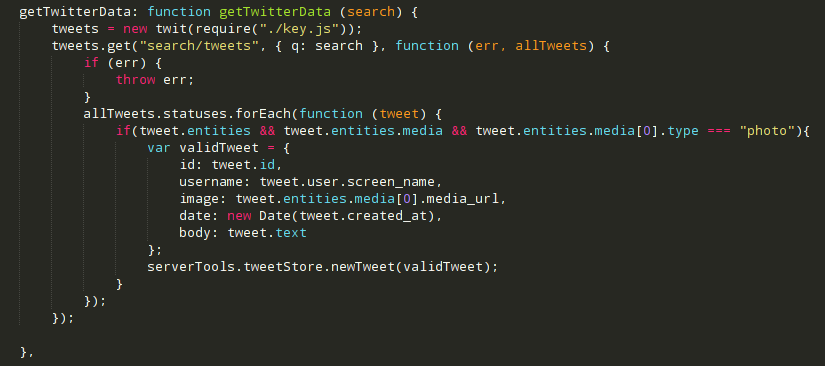 getTwitterData: function getTwitterData (search) {
    tweets = new twit(require("./key.js"));
    tweets.get("search/tweets", { q: search }, function (err, allTweets) {
        if (err) {
            throw err;
        }
        allTweets.statuses.forEach(function (tweet) {
            if(tweet.entities && tweet.entities.media && tweet.entities.media[0].type === "photo"){
                var validTweet = {
                    id: tweet.id,
                    username: tweet.user.screen_name,
                    image: tweet.entities.media[0].media_url,
                    date: new Date(tweet.created_at),
                    body: tweet.text
                };
                serverTools.tweetStore.newTweet(validTweet);
            }
        });
    });

},